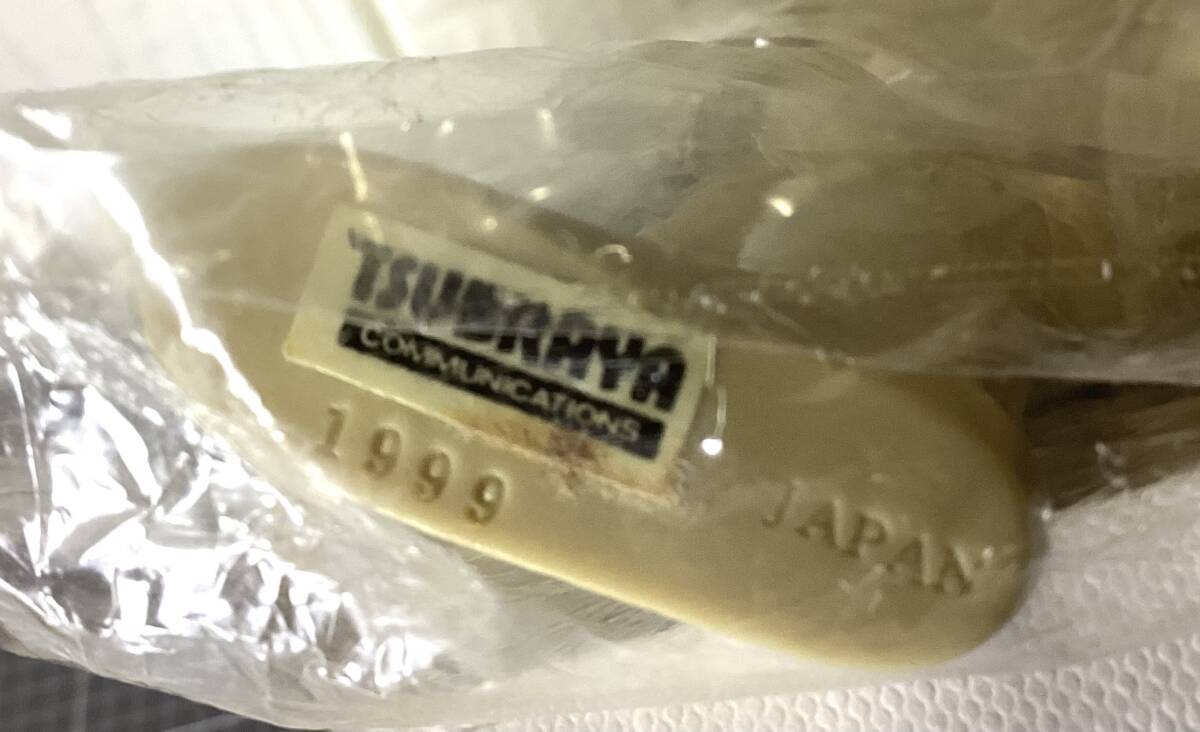 TSUBURAYA
COMMUNICATIONS
1999
JAPAN